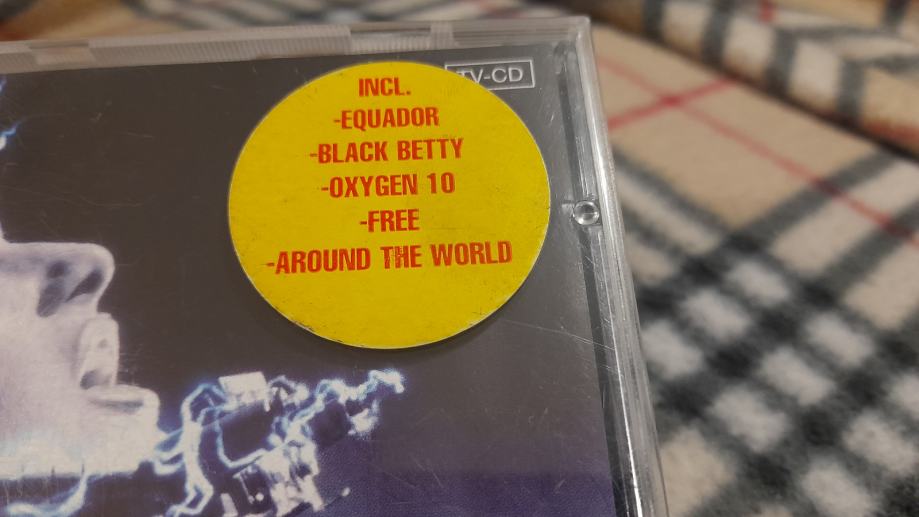 TV-CD
INCL.
-EQUADOR
-BLACK BETTY
-OXYGEN 10
-FREE
-AROUND THE WORLD